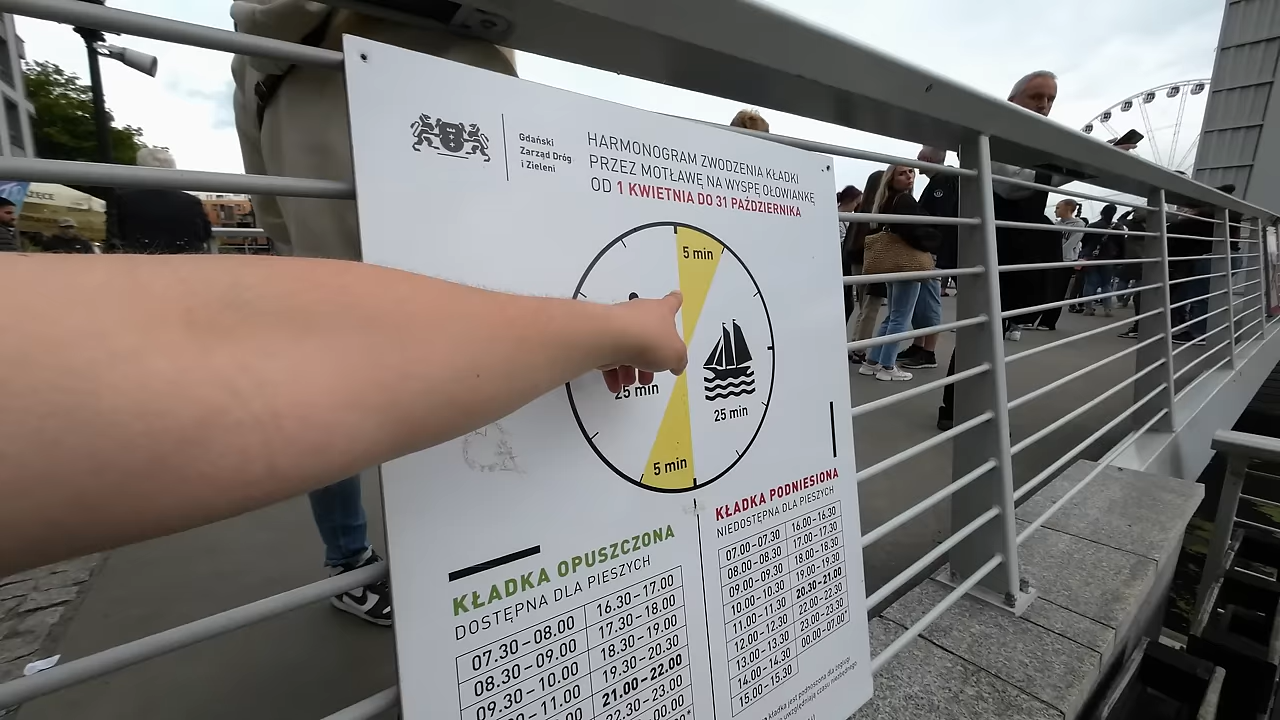 Gdański
Zarząd Dróg
i Zieleni
HARMONOGRAM ZWODZENIA KŁADKI
PRZEZ MOTŁAWĘ NA WYSPĘ OŁOWIANKĘ
OD 1 KWIETNIA DO 31 PAŹDZIERNIKA
5 min
25 min
25 min
5 min
KŁADKA OPUSZCZONA
DOSTĘPNA DLA PIESZYCH
07.30-08.00 16.30-17.00
08.30-09.00 17.30-18.00
09.30-10.00 18.30-19.00
-11.00 19.30-20.30
21.00-22.00
22.30-23.00
KŁADKA PODNIESIONA
NIEDOSTĘPNA DLA PIESZYCH
07.00-07.30 16.00-16.30
08.00-08.30 17.00-17.30
09.00-09.30 18.00-18.30
10.00-10.30 19.00-19.30
11.00-11.30 20.30-21.00
12.00-12.30 22.00-22.30
13.00-13.30 23.00-23.30
14.00-14.30 00.00-07.00
15.00-15.30